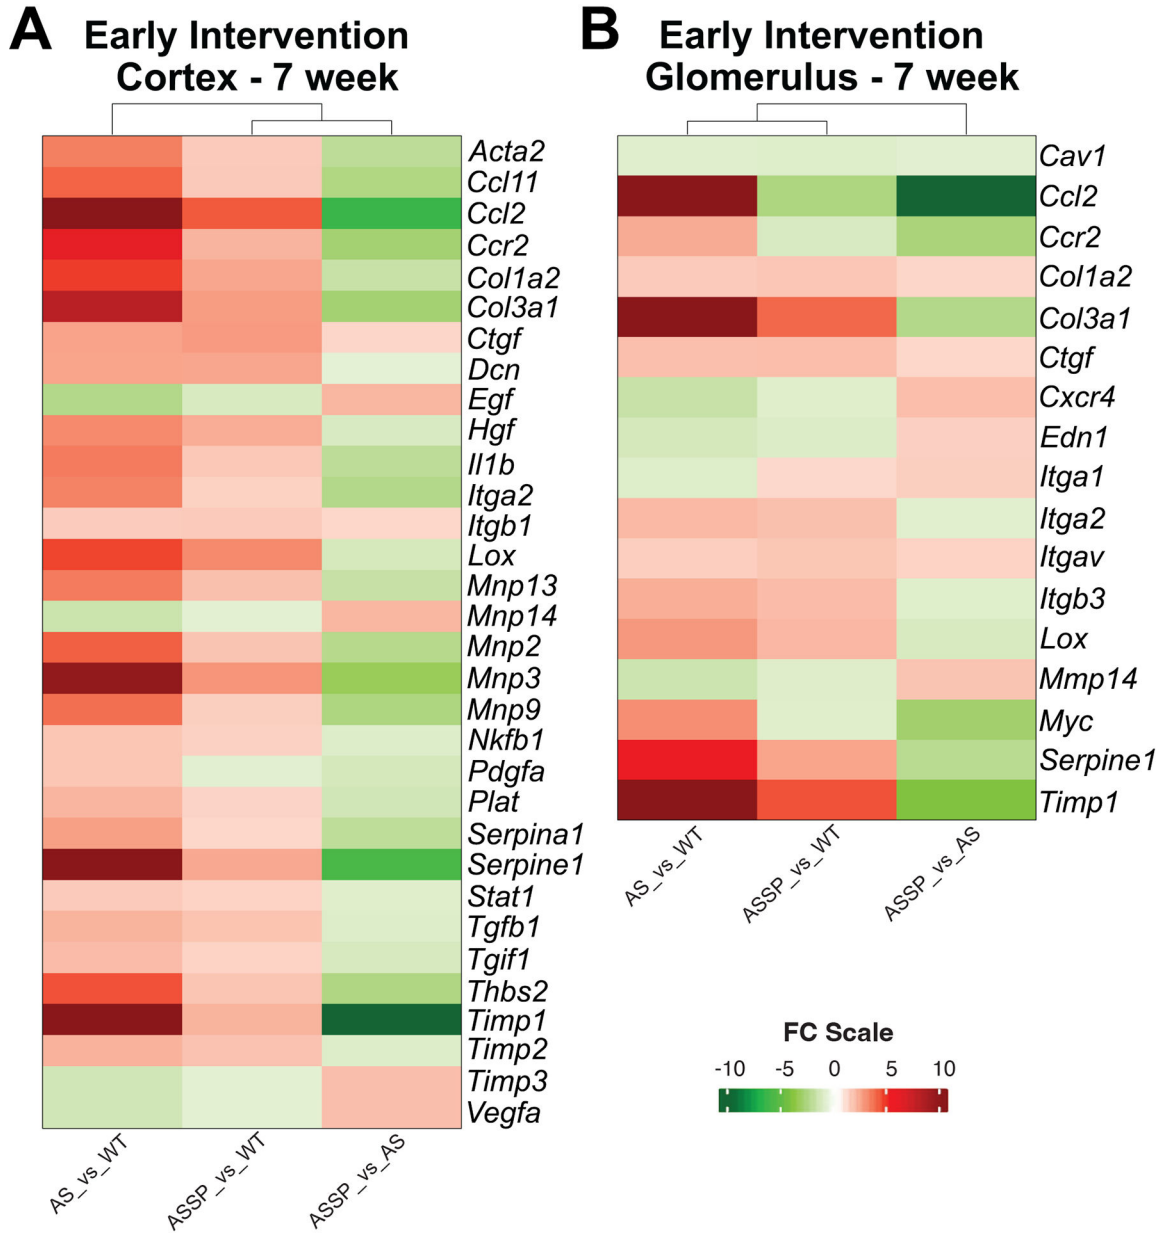 A
Early Intervention
Cortex - 7 week
Acta2
Ccl11
Ccl2
Ccr2
Col1a2
Col3a1
Ctgf
Dcn
Egf
Hgf
Il1b
Itga2
Itgb1
Lox
Mnp13
Mnp14
Mnp2
Mnp3
Mnp9
Nkfb1
Pdgfa
Plat
Serpina1
Serpine1
Stat1
Tgfb1
Tgif1
Thbs2
Timp1
Timp2
Timp3
Vegfa
AS_vs_WT
ASSP_vs_WT
ASSP_vs_AS
B
Early Intervention
Glomerulus - 7 week
Cav1
Ccl2
Ccr2
Col1a2
Col3a1
Ctgf
Cxcr4
Edn1
Itga1
Itga2
Itgav
Itgb3
Lox
Mmp14
Myc
Serpine1
Timp1
AS_vs_WT
ASSP_vs_WT
ASSP_vs_AS
FC Scale
-10 -5 0 5 10